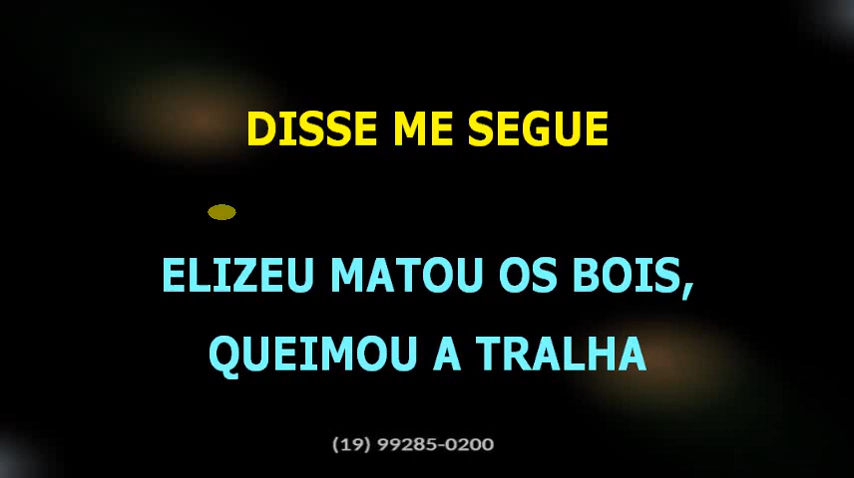 DISSE ME SEGUE
ELIZEU MATOU OS BOIS,
QUEIMOU A TRALHA
(19) 99285-0200